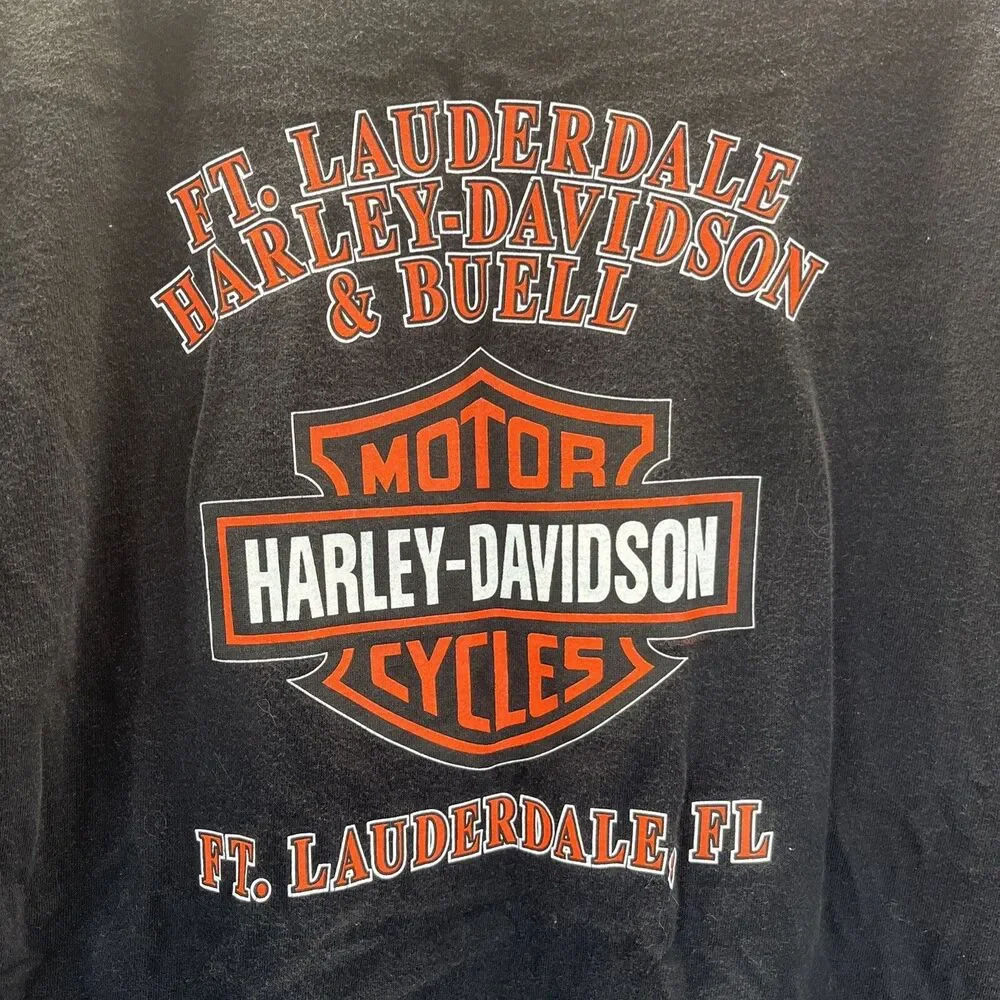 FT. LAUDERDALE
HARLEY-DAVIDSON
& BUELL
MOTOR
HARLEY-DAVIDSON
CYCLES
FT. LAUDERDALE, FL